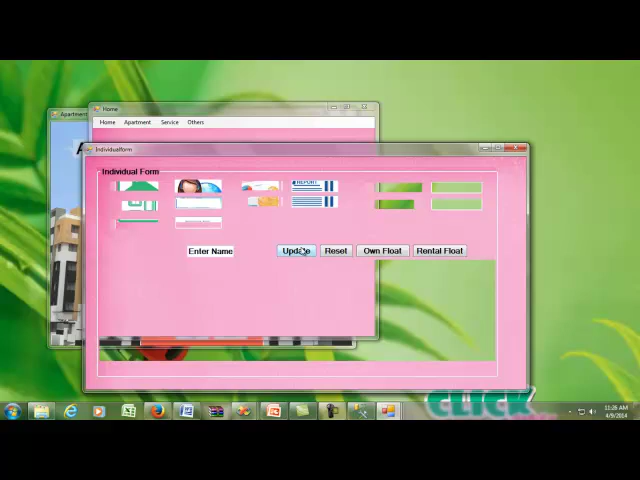 Home
Apartment
Home Apartment Service Others
Individualform
Individual Form
REPORT
Enter Name Update Reset Own Float Rental Float
CLICK
11:26 AM
4/9/2014